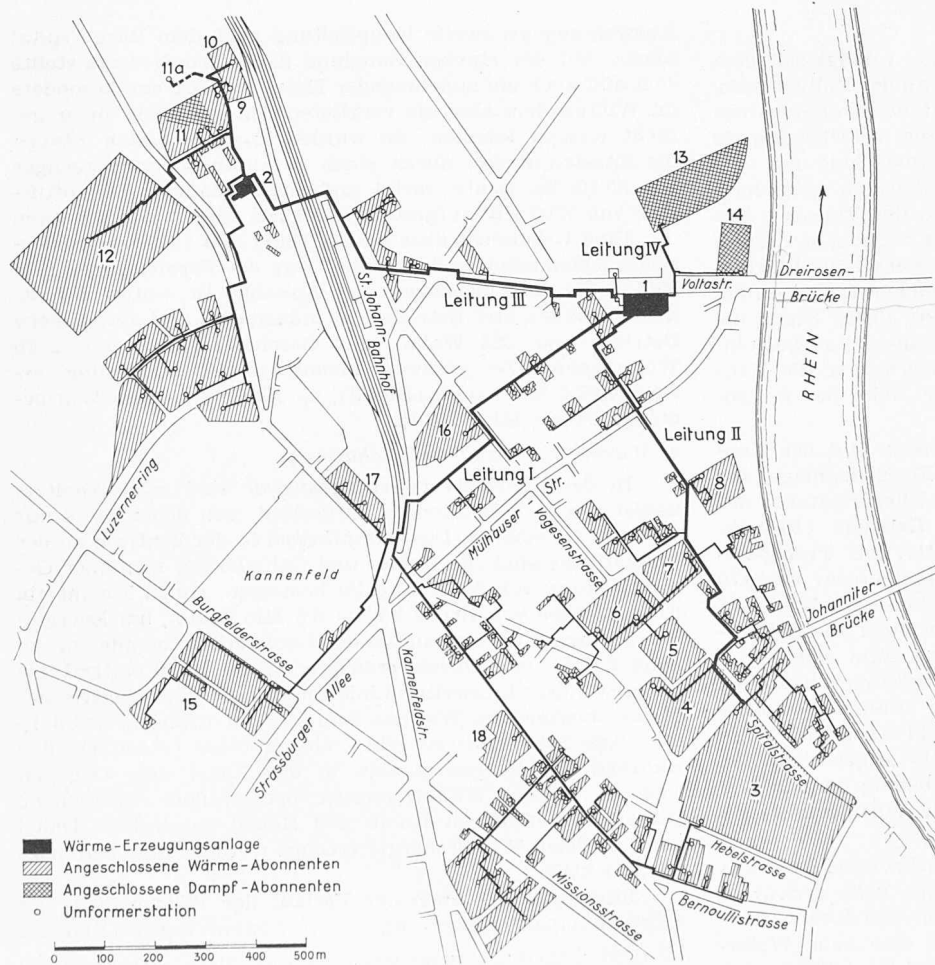 10
11a
9
11
2
12
13
14
Leitung IV
1
Voltastr.
Dreirosen-
Brücke
Leitung III
St. Johann-Bahnhof
RHEIN
16
Leitung II
17
Leitung I
8
Luzernerring
Mülhauser Str.
Vogesenstrasse
7
Kannenfeld
6
Johanniter-
Brücke
5
Burgfelderstrasse
15
Strassburger Allee
Kannenfeldstr.
4
18
Spitalstrasse
3
Hebelstrasse
Missionsstrasse
Bernoullistrasse
Wärme-Erzeugungsanlage
Angeschlossene Wärme-Abonnenten
Angeschlossene Dampf-Abonnenten
Umformerstation
0 100 200 300 400 500 m